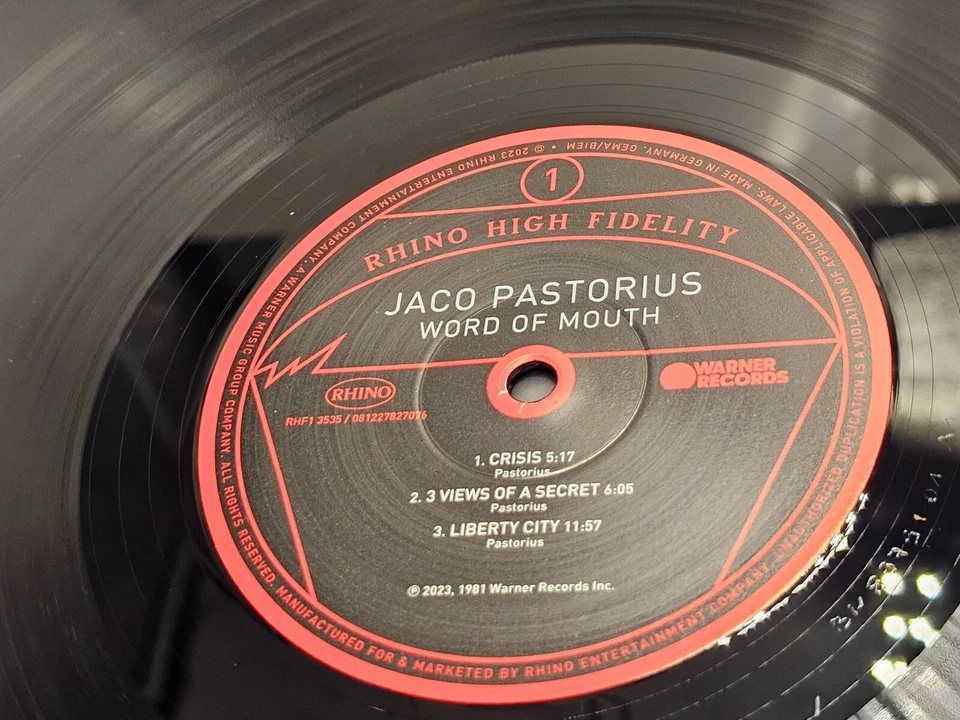 1
RHINO HIGH FIDELITY
JACO PASTORIUS
WORD OF MOUTH
RHINO
WARNER
RECORDS
RHF1 3535 / 081227827076
1. CRISIS 5:17
Pastorius
2. 3 VIEWS OF A SECRET 6:05
Pastorius
3. LIBERTY CITY 11:57
Pastorius
℗ 2023, 1981 Warner Records Inc.
© 2023 RHINO ENTERTAINMENT COMPANY, A WARNER MUSIC GROUP COMPANY. ALL RIGHTS RESERVED. MANUFACTURED FOR & MARKETED BY RHINO ENTERTAINMENT COMPANY. UNAUTHORIZED DUPLICATION IS A VIOLATION OF APPLICABLE LAWS. MADE IN GERMANY. GEMA/BIEM •